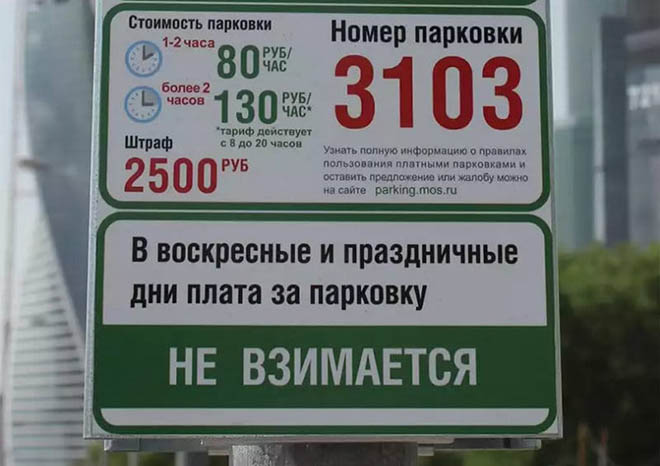 Стоимость парковки
1-2 часа
80 РУБ/ЧАС
более 2 часов
130 РУБ/ЧАС*
*тариф действует
с 8 до 20 часов
Штраф
2500 РУБ
Номер парковки
3103
Узнать полную информацию о правилах
пользования платными парковками и
оставить предложение или жалобу можно
на сайте parking.mos.ru
В воскресные и праздничные
дни плата за парковку
НЕ ВЗИМАЕТСЯ